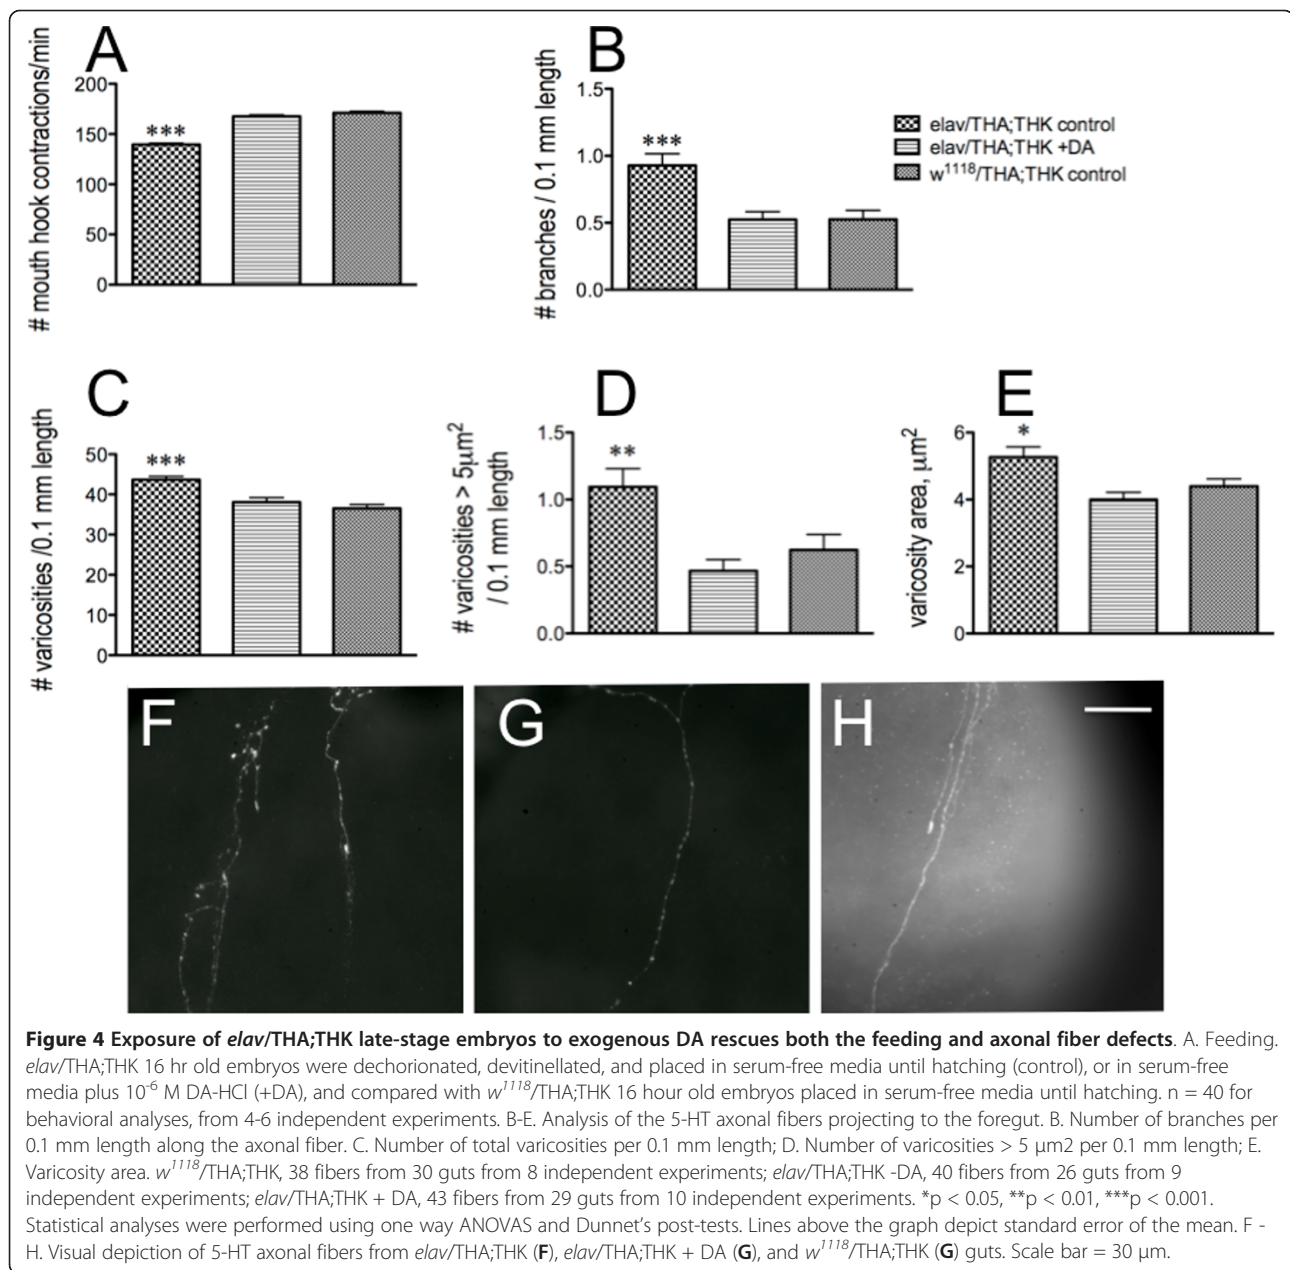 A
B
# mouth hook contractions/min
200
150
100
50
0
***
# branches / 0.1 mm length
1.5
1.0
0.5
0.0
***
elav/THA;THK control
elav/THA;THK +DA
w1118/THA;THK control
C
D
E
# varicosities /0.1 mm length
50
40
30
20
10
0
***
# varicosities > 5µm2
/ 0.1 mm length
1.5
1.0
0.5
0.0
**
varicosity area, µm2
6
4
2
0
*
F
G
H
Figure 4 Exposure of elav/THA;THK late-stage embryos to exogenous DA rescues both the feeding and axonal fiber defects. A. Feeding.
elav/THA;THK 16 hr old embryos were dechorionated, devitinellated, and placed in serum-free media until hatching (control), or in serum-free
media plus 10-6 M DA-HCl (+DA), and compared with w1118/THA;THK 16 hour old embryos placed in serum-free media until hatching. n = 40 for
behavioral analyses, from 4-6 independent experiments. B-E. Analysis of the 5-HT axonal fibers projecting to the foregut. B. Number of branches per
0.1 mm length along the axonal fiber. C. Number of total varicosities per 0.1 mm length; D. Number of varicosities > 5 µm2 per 0.1 mm length; E.
Varicosity area. w1118/THA;THK, 38 fibers from 30 guts from 8 independent experiments; elav/THA;THK -DA, 40 fibers from 26 guts from 9
independent experiments; elav/THA;THK + DA, 43 fibers from 29 guts from 10 independent experiments. *p < 0.05, **p < 0.01, ***p < 0.001.
Statistical analyses were performed using one way ANOVAS and Dunnet's post-tests. Lines above the graph depict standard error of the mean. F -
H. Visual depiction of 5-HT axonal fibers from elav/THA;THK (F), elav/THA;THK + DA (G), and w1118/THA;THK (G) guts. Scale bar = 30 µm.